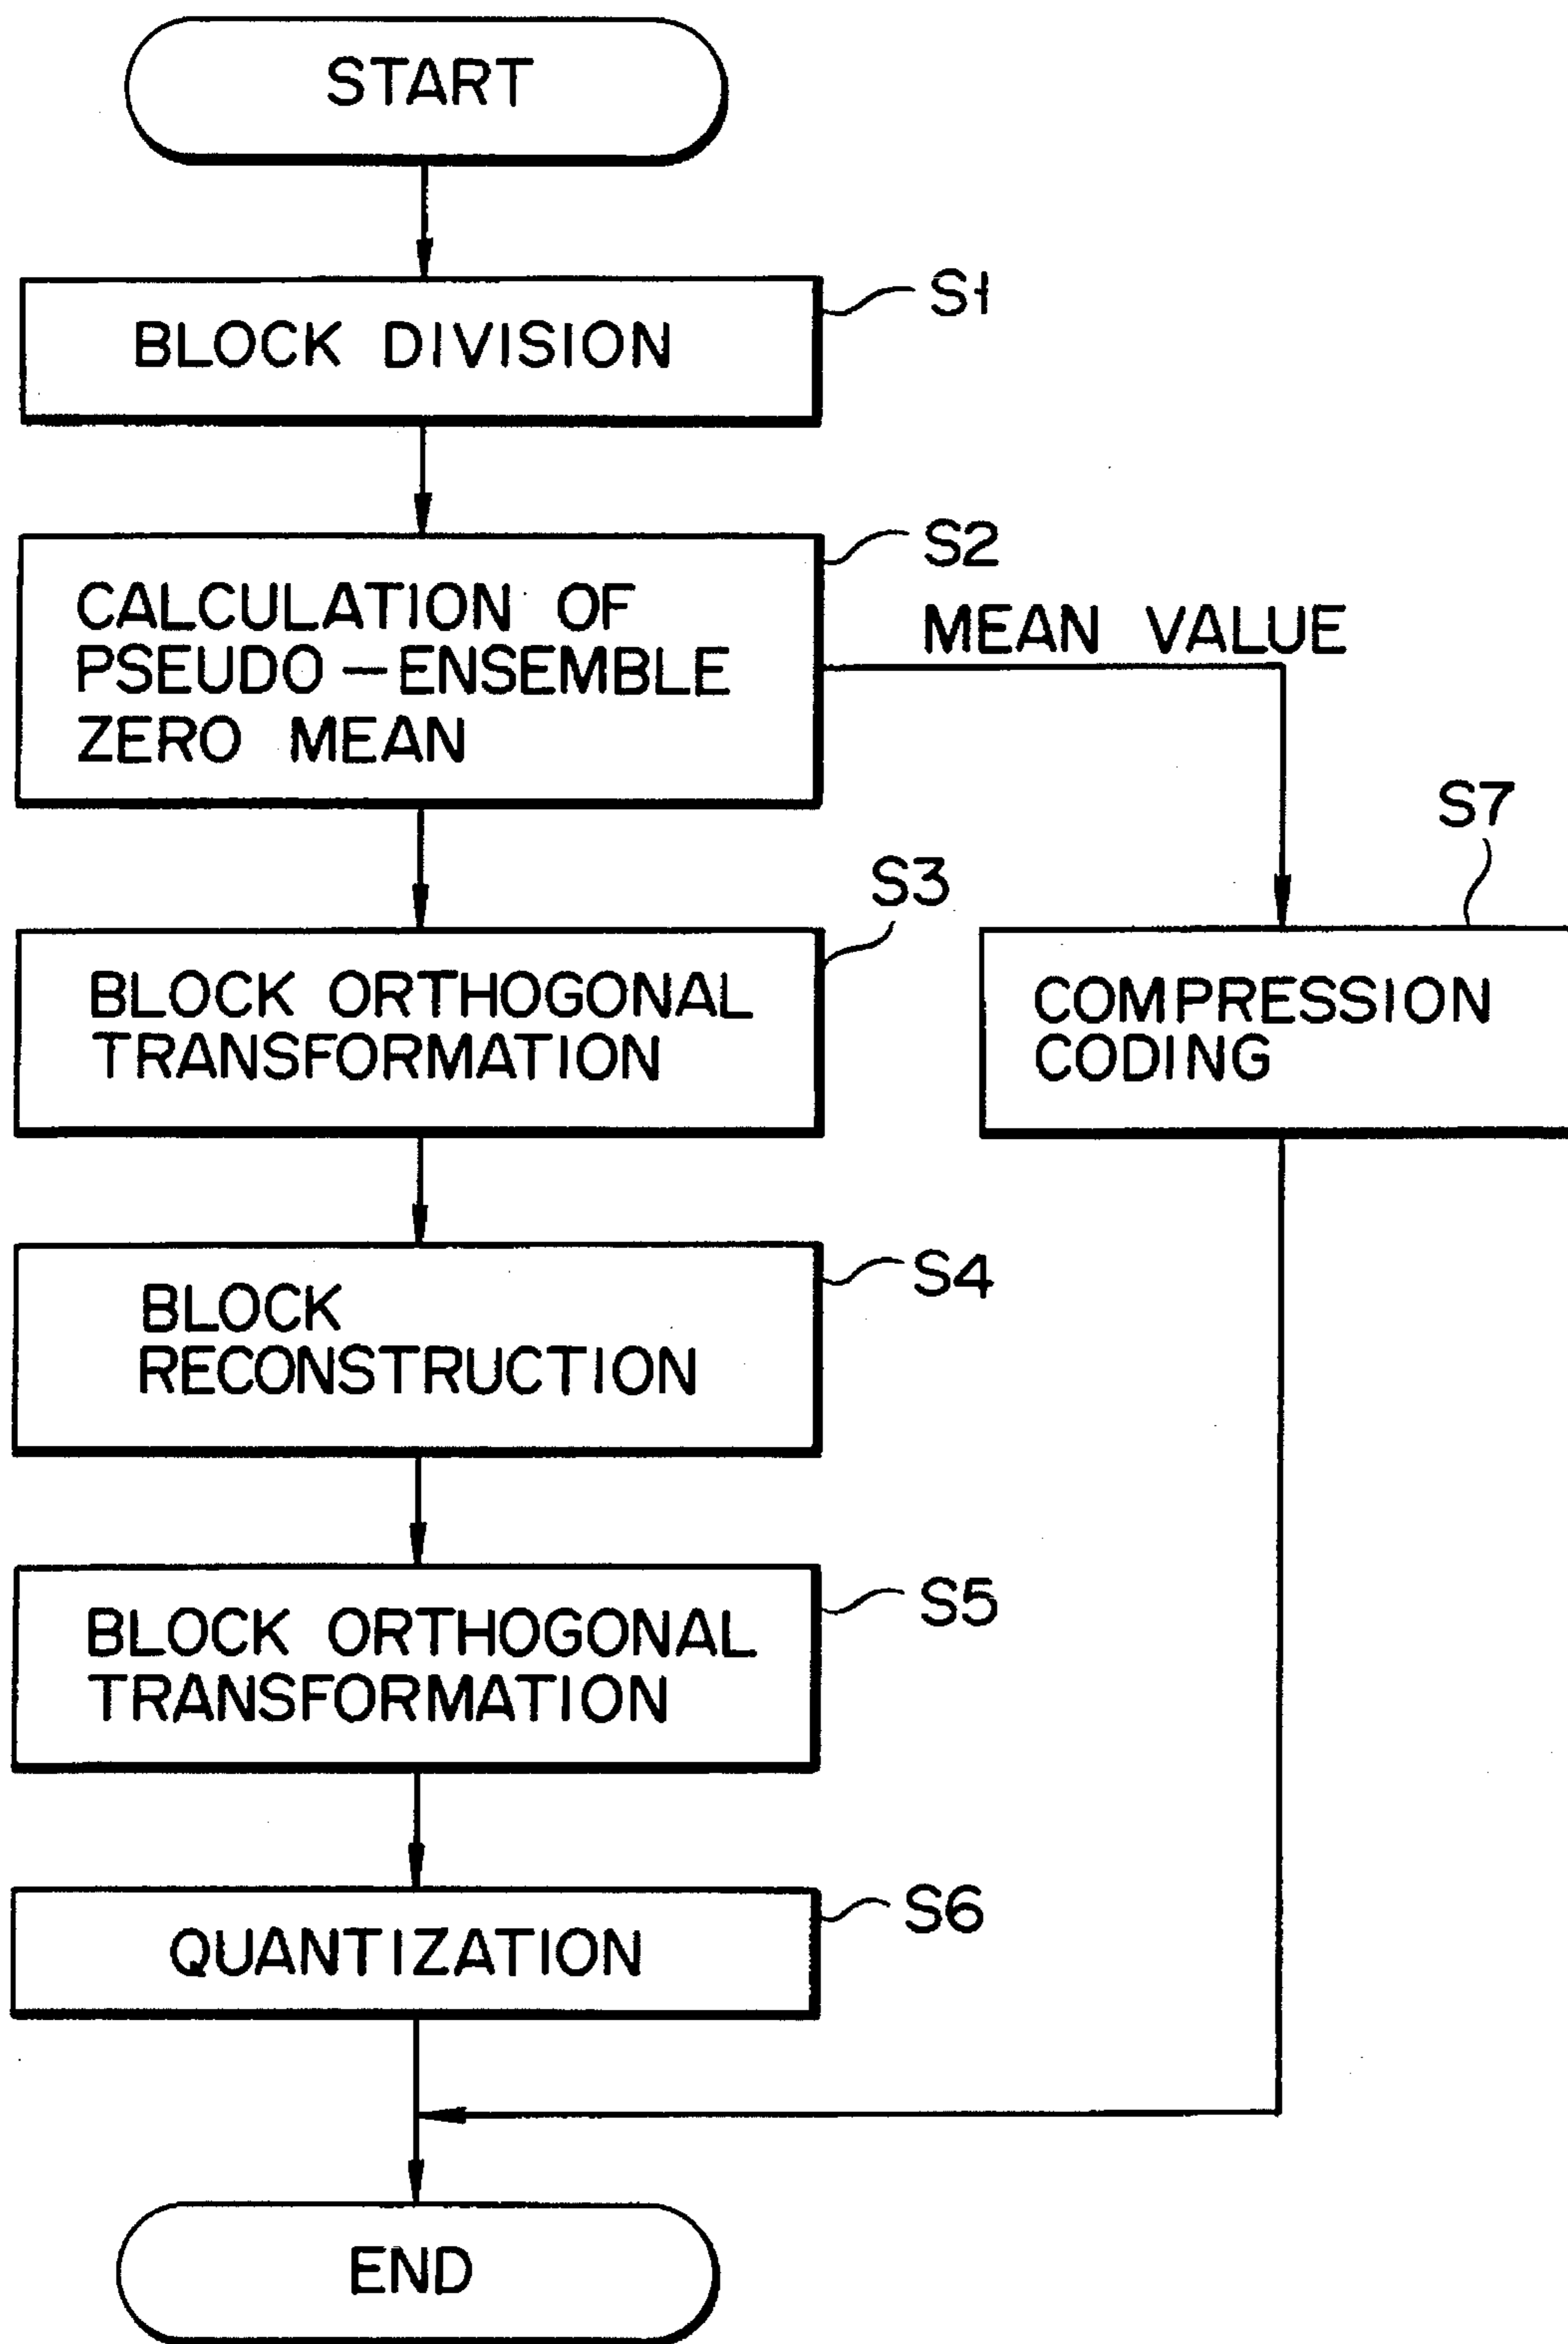 START
S1
BLOCK DIVISION
S2
CALCULATION OF
PSEUDO-ENSEMBLE
ZERO MEAN
MEAN VALUE
S7
S3
BLOCK ORTHOGONAL
TRANSFORMATION
COMPRESSION
CODING
S4
BLOCK
RECONSTRUCTION
S5
BLOCK ORTHOGONAL
TRANSFORMATION
S6
QUANTIZATION
END